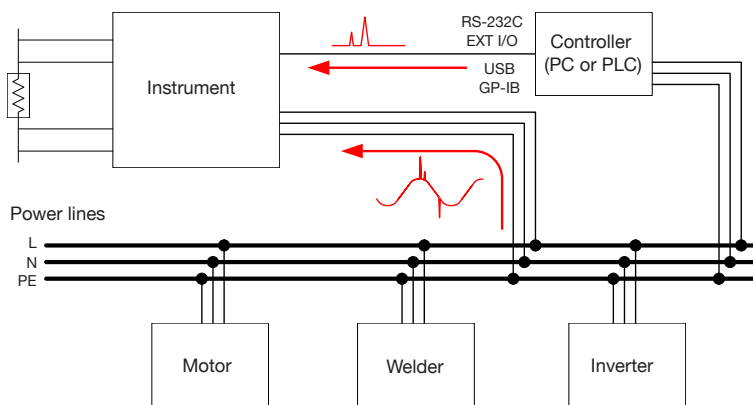 RS-232C
EXT I/O
USB
GP-IB
Controller
(PC or PLC)
Instrument
Power lines
L
N
PE
Motor
Welder
Inverter